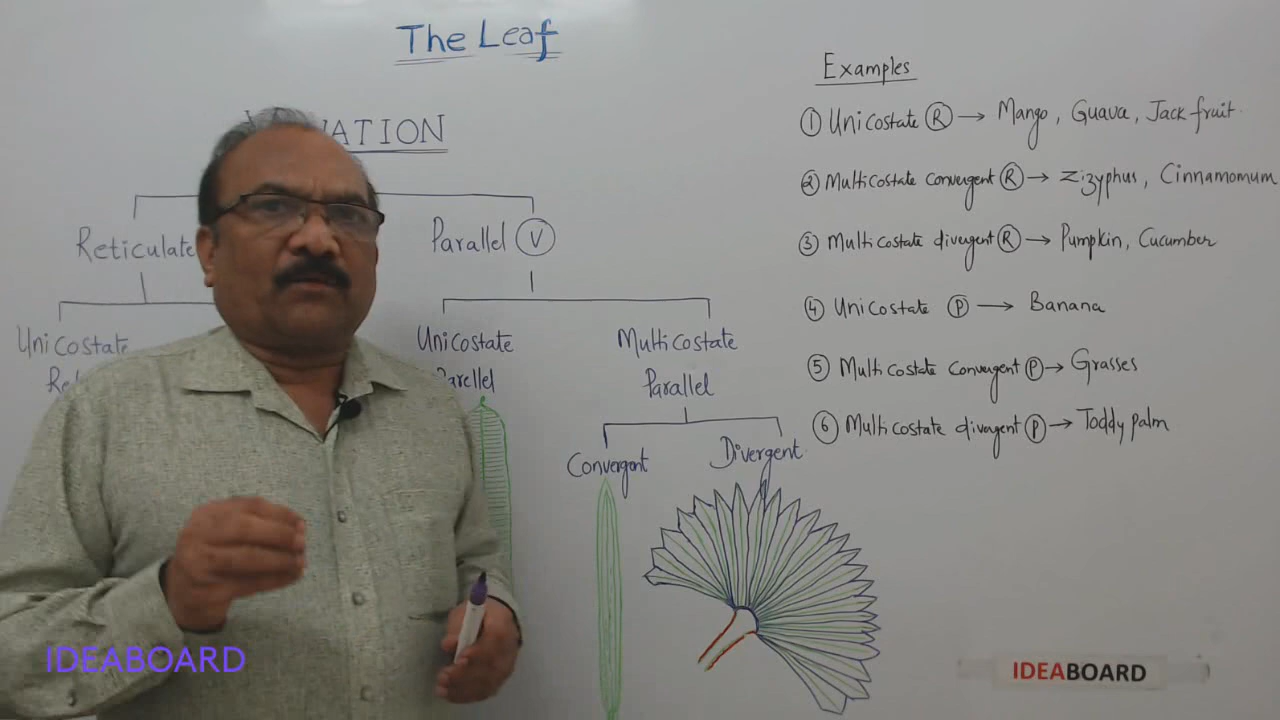 The Leaf
VENATION
Reticulate
Parallel V
Unicostate
Unicostate
Parellel
Multicostate
Parallel
Convergent
Divergent
Examples
① Unicostate Ⓡ → Mango, Guava, Jack fruit.
② Multicostate convergent Ⓡ → Zizyphus, Cinnamomum
③ Multicostate divergent Ⓡ → Pumpkin, Cucumber
④ Unicostate Ⓟ → Banana
⑤ Multicostate convergent Ⓟ → Grasses
⑥ Multicostate divergent Ⓟ → Toddy palm
IDEABOARD
IDEABOARD